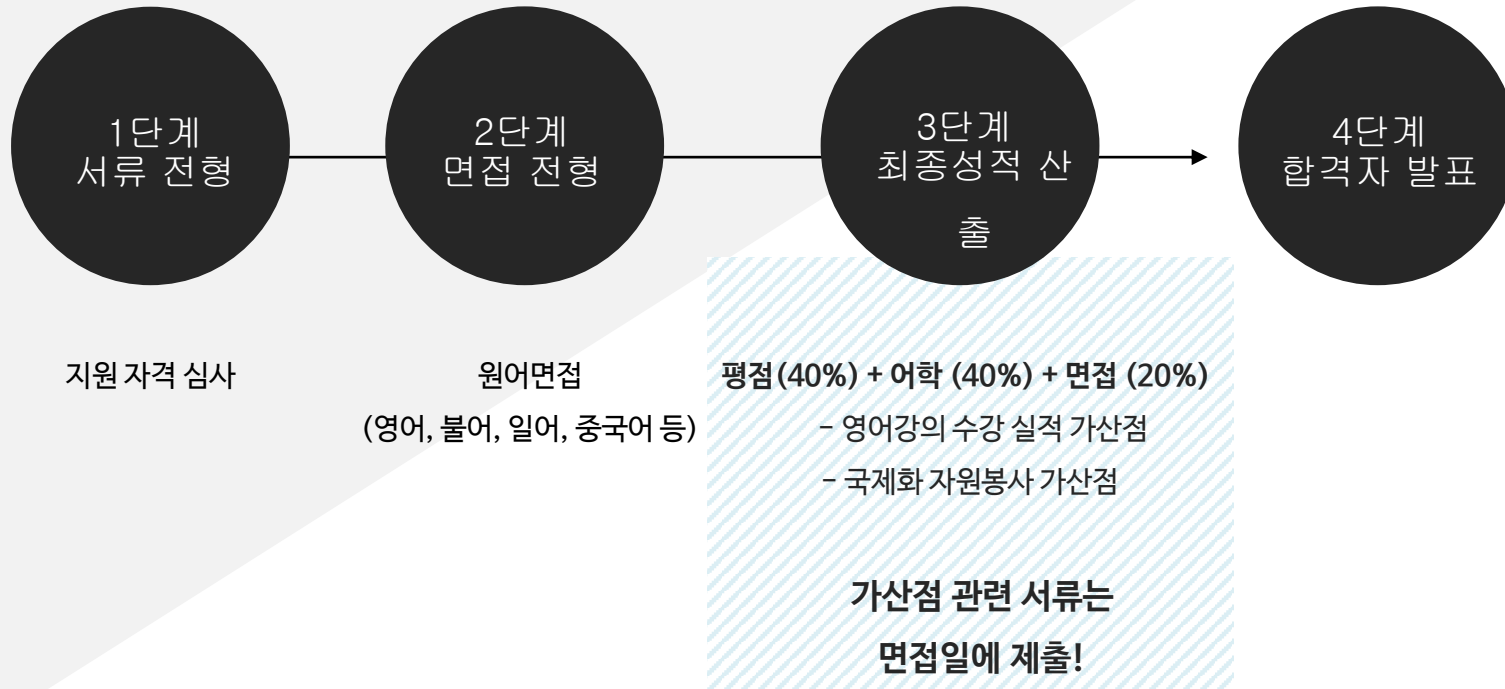 1단계
서류 전형
2단계
면접 전형
3단계
최종성적 산
출
4단계
합격자 발표
지원 자격 심사
원어면접
(영어, 불어, 일어, 중국어 등)
평점(40%) + 어학 (40%) + 면접 (20%)
- 영어강의 수강 실적 가산점
- 국제화 자원봉사 가산점
가산점 관련 서류는
면접일에 제출!